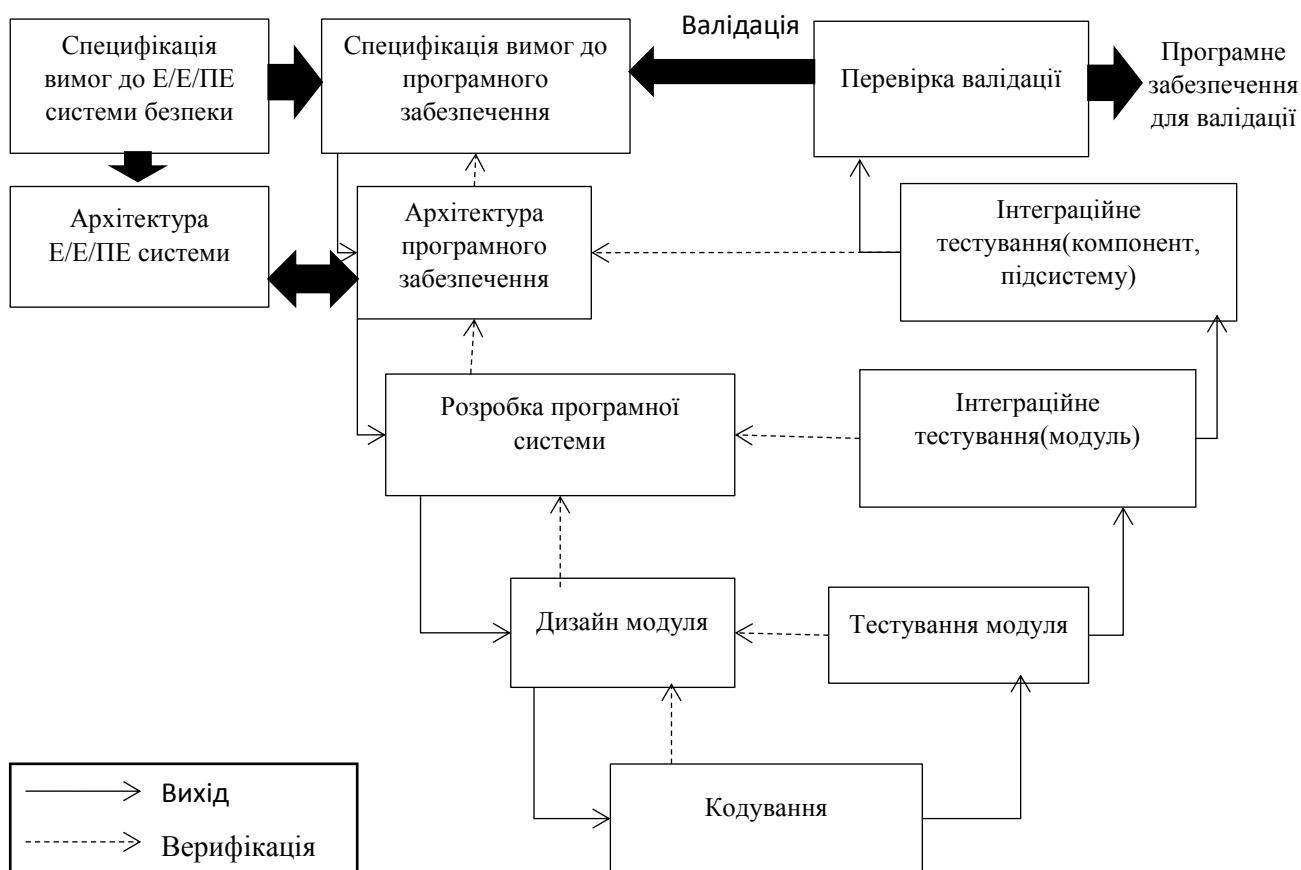 Специфікація
вимог до Е/Е/ПЕ
системи безпеки
Специфікація вимог до
програмного
забезпечення
Валідація
Перевірка валідації
Програмне
забезпечення
для валідації
Архітектура
Е/Е/ПЕ системи
Архітектура
програмного
забезпечення
Інтеграційне
тестування(компонент,
підсистему)
Розробка програмної
системи
Інтеграційне
тестування(модуль)
Дизайн модуля
Тестування модуля
Кодування
Вихід
Верифікація